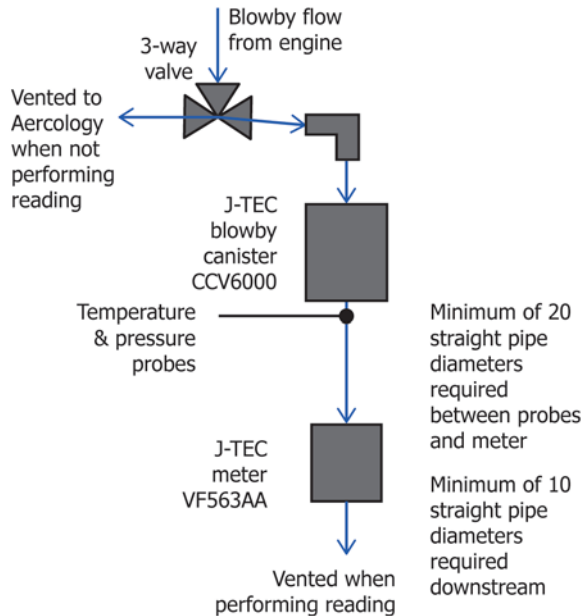 Blowby flow
from engine
3-way
valve
Vented to
Aercology
when not
performing
reading
J-TEC
blowby
canister
CCV6000
Temperature
& pressure
probes
Minimum of 20
straight pipe
diameters
required
between probes
and meter
J-TEC
meter
VF563AA
Minimum of 10
straight pipe
diameters
required
downstream
Vented when
performing reading